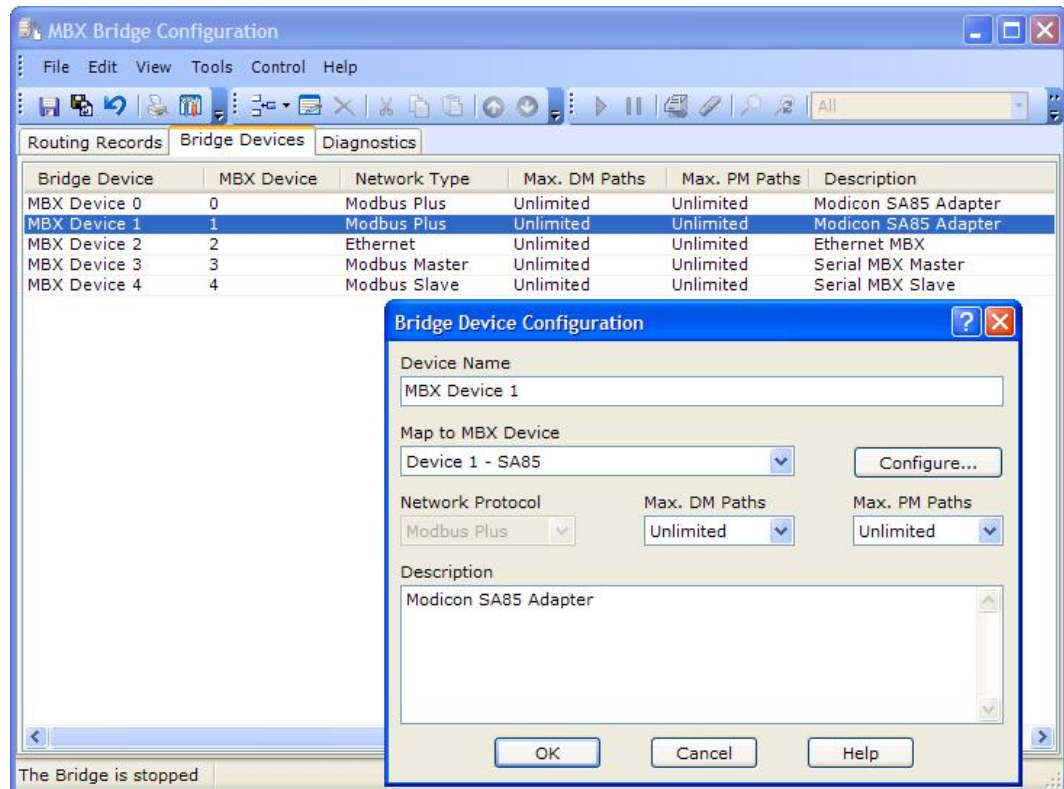 MBX Bridge Configuration
File Edit View Tools Control Help
All
Routing Records Bridge Devices Diagnostics
Bridge Device MBX Device Network Type Max. DM Paths Max. PM Paths Description
MBX Device 0 0 Modbus Plus Unlimited Unlimited Modicon SA85 Adapter
MBX Device 1 1 Modbus Plus Unlimited Unlimited Modicon SA85 Adapter
MBX Device 2 2 Ethernet Unlimited Unlimited Ethernet MBX
MBX Device 3 3 Modbus Master Unlimited Unlimited Serial MBX Master
MBX Device 4 4 Modbus Slave Unlimited Unlimited Serial MBX Slave
Bridge Device Configuration
Device Name
MBX Device 1
Map to MBX Device
Device 1 - SA85 Configure...
Network Protocol Max. DM Paths Max. PM Paths
Modbus Plus Unlimited Unlimited
Description
Modicon SA85 Adapter
OK Cancel Help
The Bridge is stopped